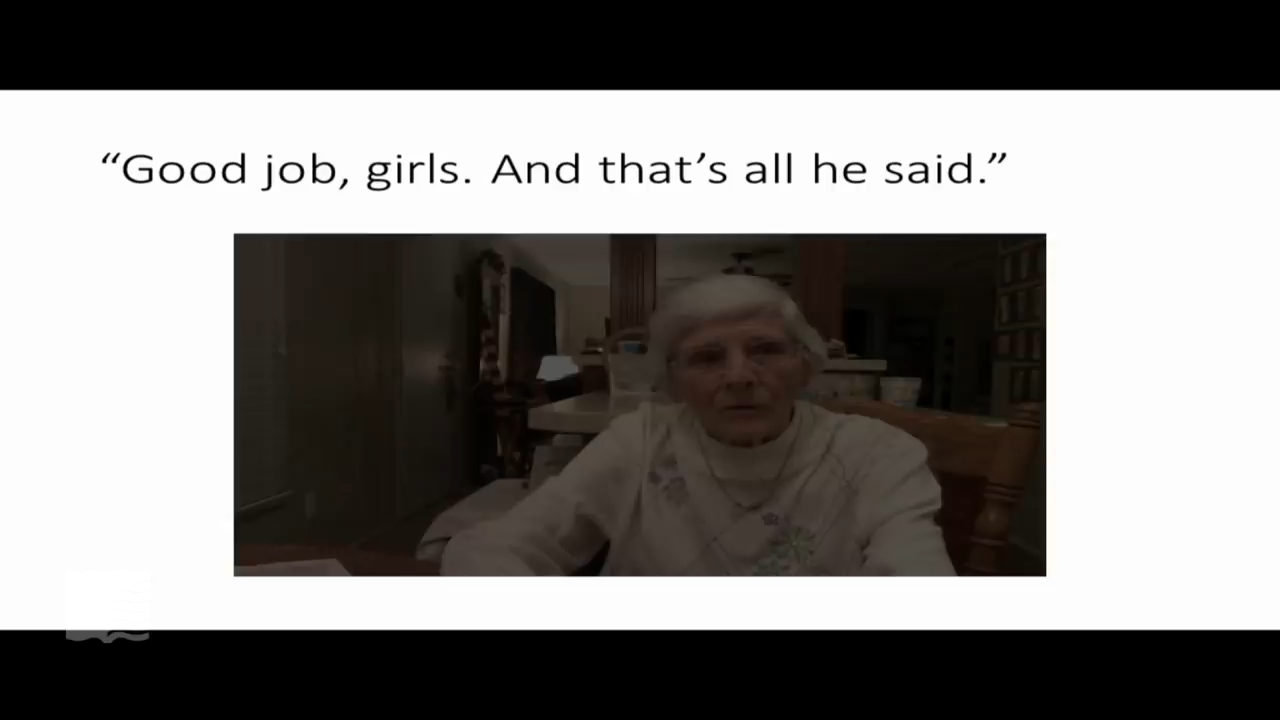 “Good job, girls. And that’s all he said.”